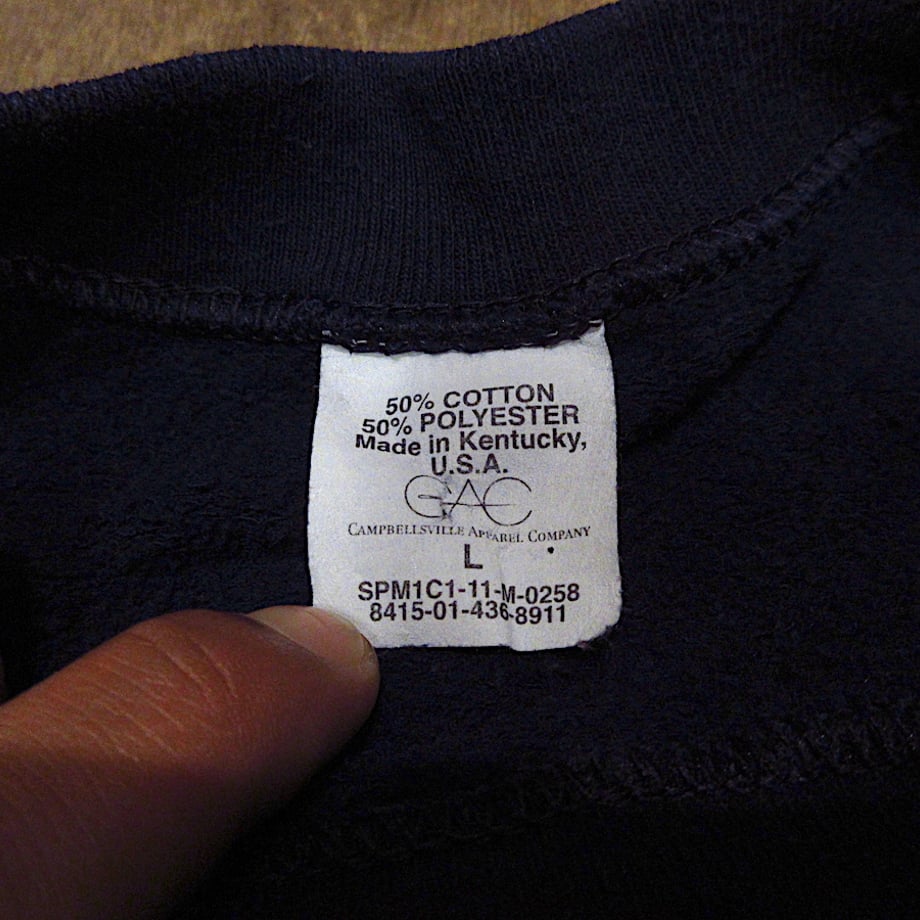 50% COTTON
50% POLYESTER
Made in Kentucky,
U.S.A.
CAC
CAMPBELLSVILLE APPAREL COMPANY
L
SPM1C1-11-M-0258
8415-01-436-8911